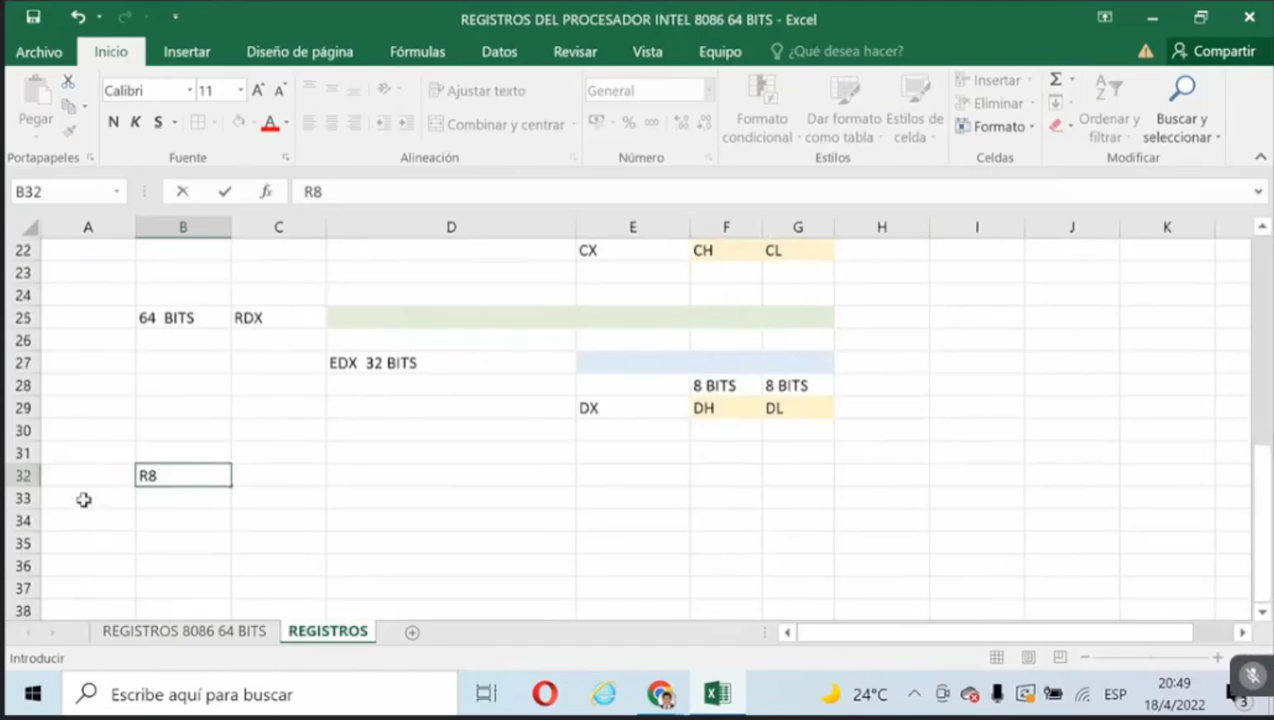 REGISTROS DEL PROCESADOR INTEL 8086 64 BITS - Excel
Archivo Inicio Insertar Diseño de página Fórmulas Datos Revisar Vista Equipo ¿Qué desea hacer? Compartir
Pegar
Calibri 11
N K S A
Ajustar texto
Combinar y centrar
General
% 000
Formato condicional
Dar formato como tabla
Estilos de celda
Insertar
Eliminar
Formato
Ordenar y filtrar
Buscar y seleccionar
Portapapeles Fuente Alineación Número Estilos Celdas Modificar
B32 fx R8
A B C D E F G H I J K
22 CX CH CL
23
24
25 64 BITS RDX
26
27 EDX 32 BITS
28 8 BITS 8 BITS
29 DX DH DL
30
31
32 R8
33
34
35
36
37
38
REGISTROS 8086 64 BITS REGISTROS
Introducir
Escribe aquí para buscar
24°C
ESP
20:49
18/4/2022
3